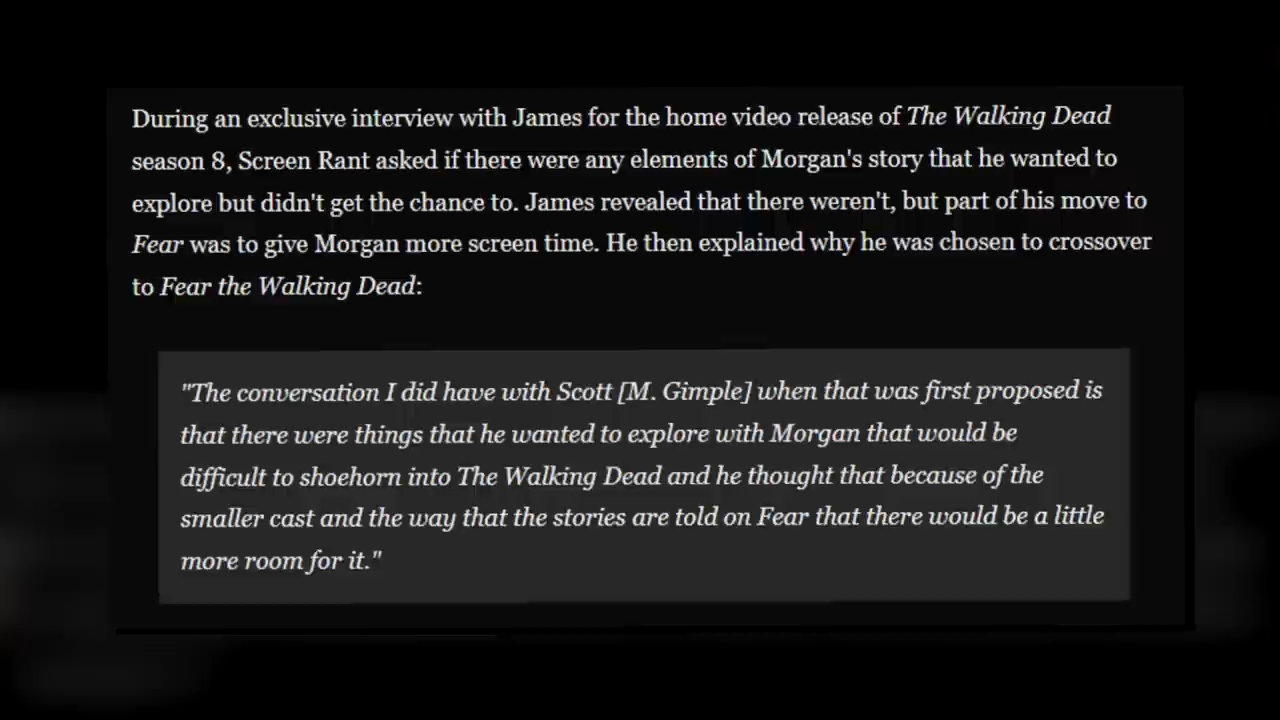 During an exclusive interview with James for the home video release of The Walking Dead
season 8, Screen Rant asked if there were any elements of Morgan's story that he wanted to
explore but didn't get the chance to. James revealed that there weren't, but part of his move to
Fear was to give Morgan more screen time. He then explained why he was chosen to crossover
to Fear the Walking Dead:
"The conversation I did have with Scott [M. Gimple] when that was first proposed is
that there were things that he wanted to explore with Morgan that would be
difficult to shoehorn into The Walking Dead and he thought that because of the
smaller cast and the way that the stories are told on Fear that there would be a little
more room for it."